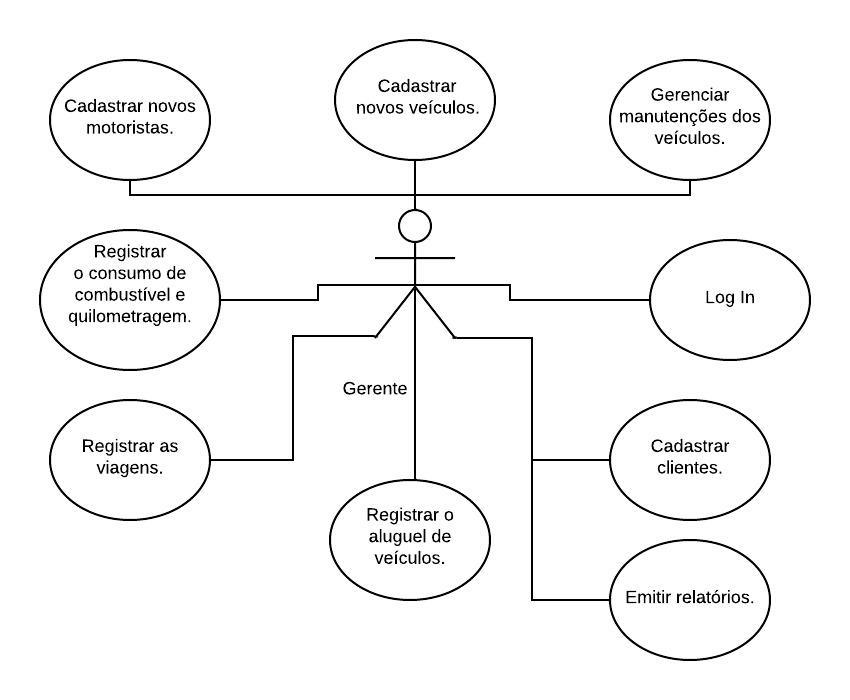 Cadastrar novos
motoristas.
Cadastrar
novos veículos.
Gerenciar
manutenções dos
veículos.
Registrar
o consumo de
combustível e
quilometragem.
Log In
Gerente
Registrar as
viagens.
Cadastrar
clientes.
Registrar o
aluguel de
veículos.
Emitir relatórios.